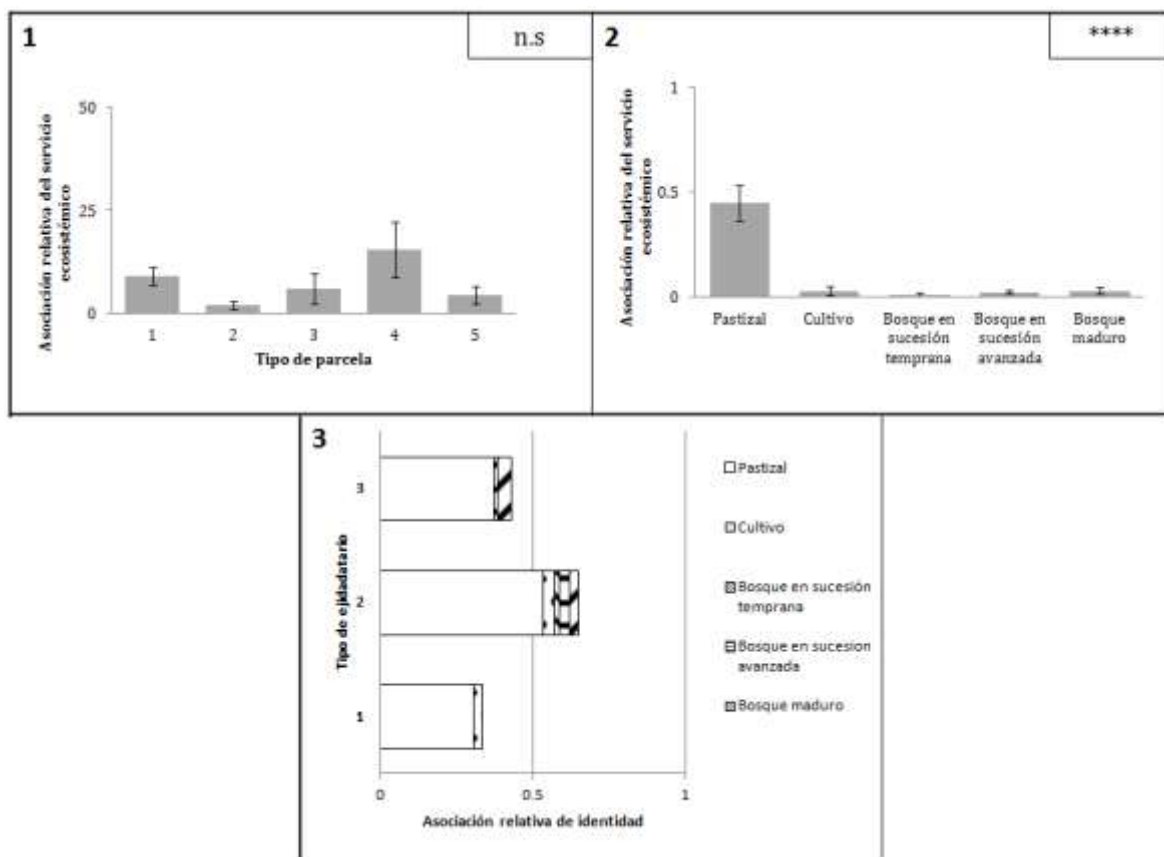 1
n.s
Asociación relativa del servicio
ecosistémico
50
25
0
1 2 3 4 5
Tipo de parcela
2
****
Asociación relativa del servicio
ecosistémico
1
0.5
0
Pastizal
Cultivo
Bosque en
sucesión
temprana
Bosque en
sucesión
avanzada
Bosque
maduro
3
Tipo de ejidadatario
3
2
1
0 0.5 1
Asociación relativa de identidad
Pastizal
Cultivo
Bosque en sucesión
temprana
Bosque en sucesion
avanzada
Bosque maduro